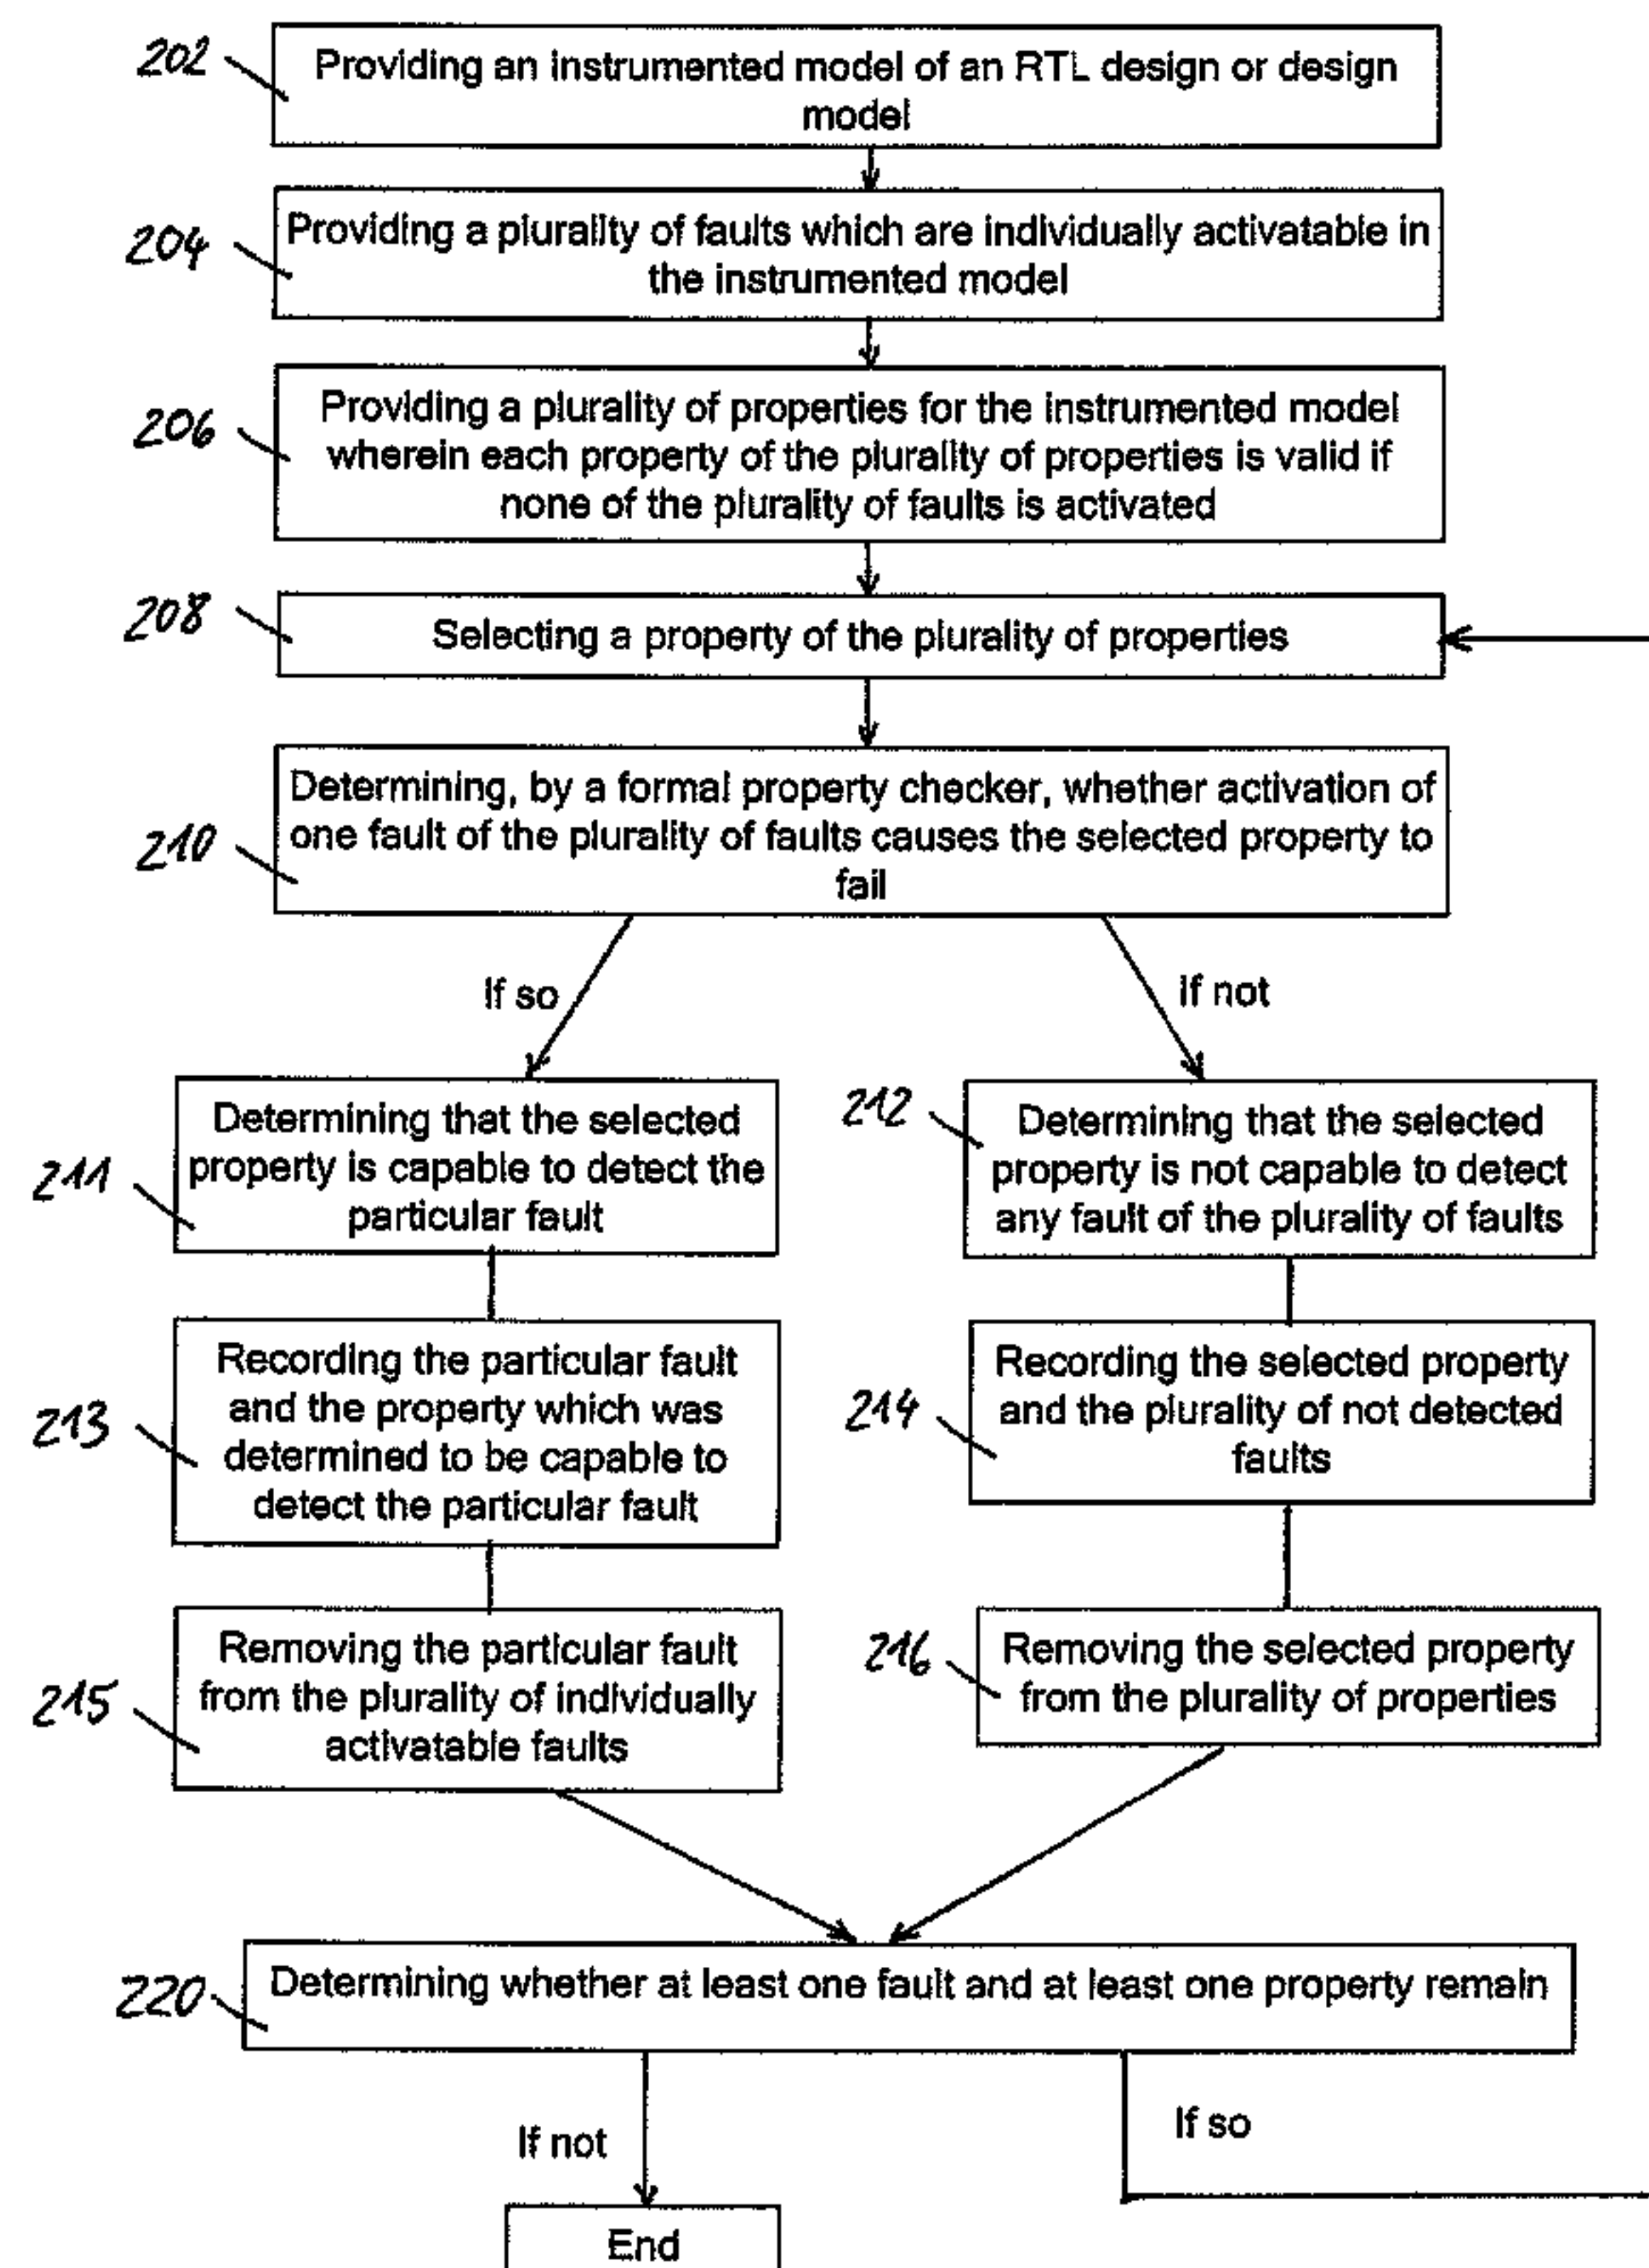 202
Providing an instrumented model of an RTL design or design
model
204
Providing a plurality of faults which are individually activatable in
the instrumented model
206
Providing a plurality of properties for the instrumented model
wherein each property of the plurality of properties is valid if
none of the plurality of faults is activated
208
Selecting a property of the plurality of properties
210
Determining, by a formal property checker, whether activation of
one fault of the plurality of faults causes the selected property to
fail
If so
If not
211
Determining that the selected
property is capable to detect the
particular fault
212
Determining that the selected
property is not capable to detect
any fault of the plurality of faults
213
Recording the particular fault
and the property which was
determined to be capable to
detect the particular fault
214
Recording the selected property
and the plurality of not detected
faults
215
Removing the particular fault
from the plurality of individually
activatable faults
216
Removing the selected property
from the plurality of properties
220
Determining whether at least one fault and at least one property remain
If not
If so
End